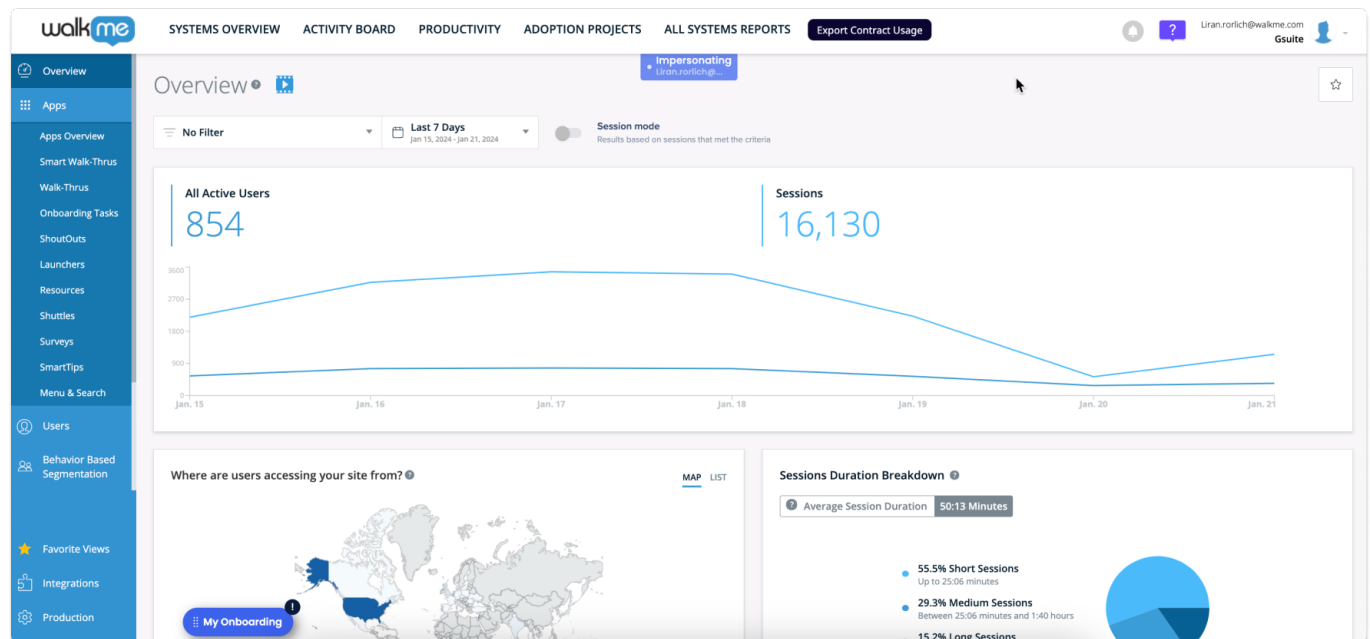 walkme
SYSTEMS OVERVIEW
ACTIVITY BOARD
PRODUCTIVITY
ADOPTION PROJECTS
ALL SYSTEMS REPORTS
Export Contract Usage
?
Liran.rorlich@walkme.com
Gsuite
Overview
Apps
Apps Overview
Smart Walk-Thrus
Walk-Thrus
Onboarding Tasks
ShoutOuts
Launchers
Resources
Shuttles
Surveys
SmartTips
Menu & Search
Users
Behavior Based
Segmentation
Favorite Views
Integrations
Production
Impersonating
Liran.rorlich@...
Overview ?
No Filter
Last 7 Days
Jan 15, 2024 - Jan 21, 2024
Session mode
Results based on sessions that met the criteria
All Active Users
854
Sessions
16,130
3600
2700
1800
900
0
Jan. 15
Jan. 16
Jan. 17
Jan. 18
Jan. 19
Jan. 20
Jan. 21
Where are users accessing your site from? ?
MAP
LIST
My Onboarding
!
Sessions Duration Breakdown ?
? Average Session Duration
50:13 Minutes
55.5% Short Sessions
Up to 25:06 minutes
29.3% Medium Sessions
Between 25:06 minutes and 1:40 hours
15.2% Long Sessions